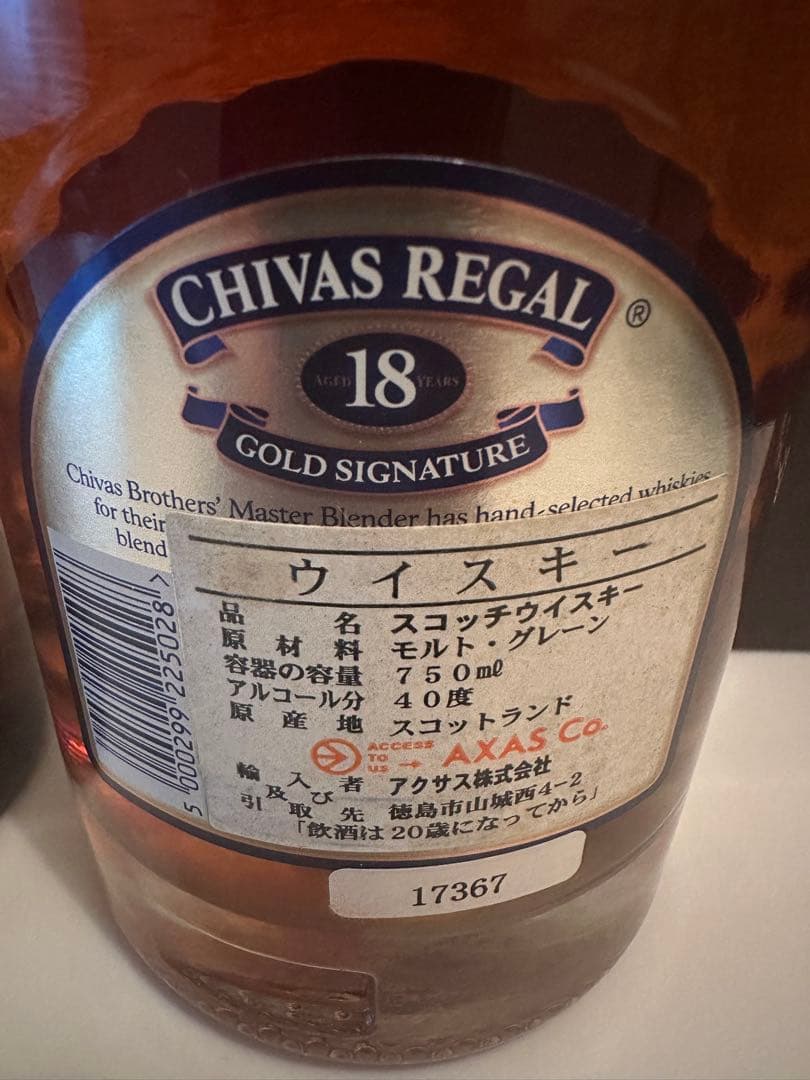 CHIVAS REGAL ®
AGED 18 YEARS
GOLD SIGNATURE
Chivas Brothers' Master Blender has hand-selected whiskies
for their
blend
5 000299 225028 >
ウイスキー
品名 スコッチウイスキー
原材料 モルト・グレーン
容器の容量 750㎖
アルコール分 40度
原産地 スコットランド
ACCESS TO US → AXAS Co.
輸入者及び引取先 アクサス株式会社
徳島市山城西4-2
「飲酒は20歳になってから」
17367